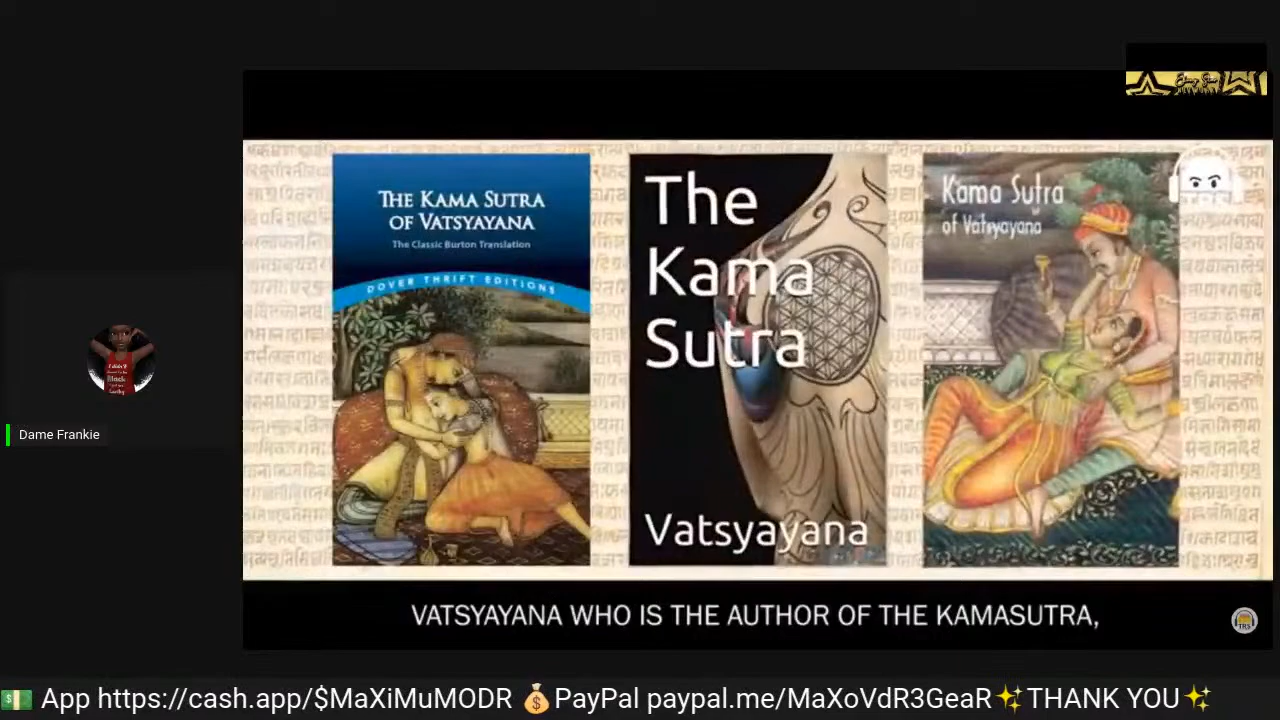 THE KAMA SUTRA
OF VATSYAYANA
The Classic Burton Translation
DOVER THRIFT EDITIONS
The
Kama
Sutra
Vatsyayana
Kama Sutra
of Vatsyayana
Dame Frankie
VATSYAYANA WHO IS THE AUTHOR OF THE KAMASUTRA,
TRS
💵 App https://cash.app/$MaXiMuMODR 💰PayPal paypal.me/MaXoVdR3GeaR✨THANK YOU✨